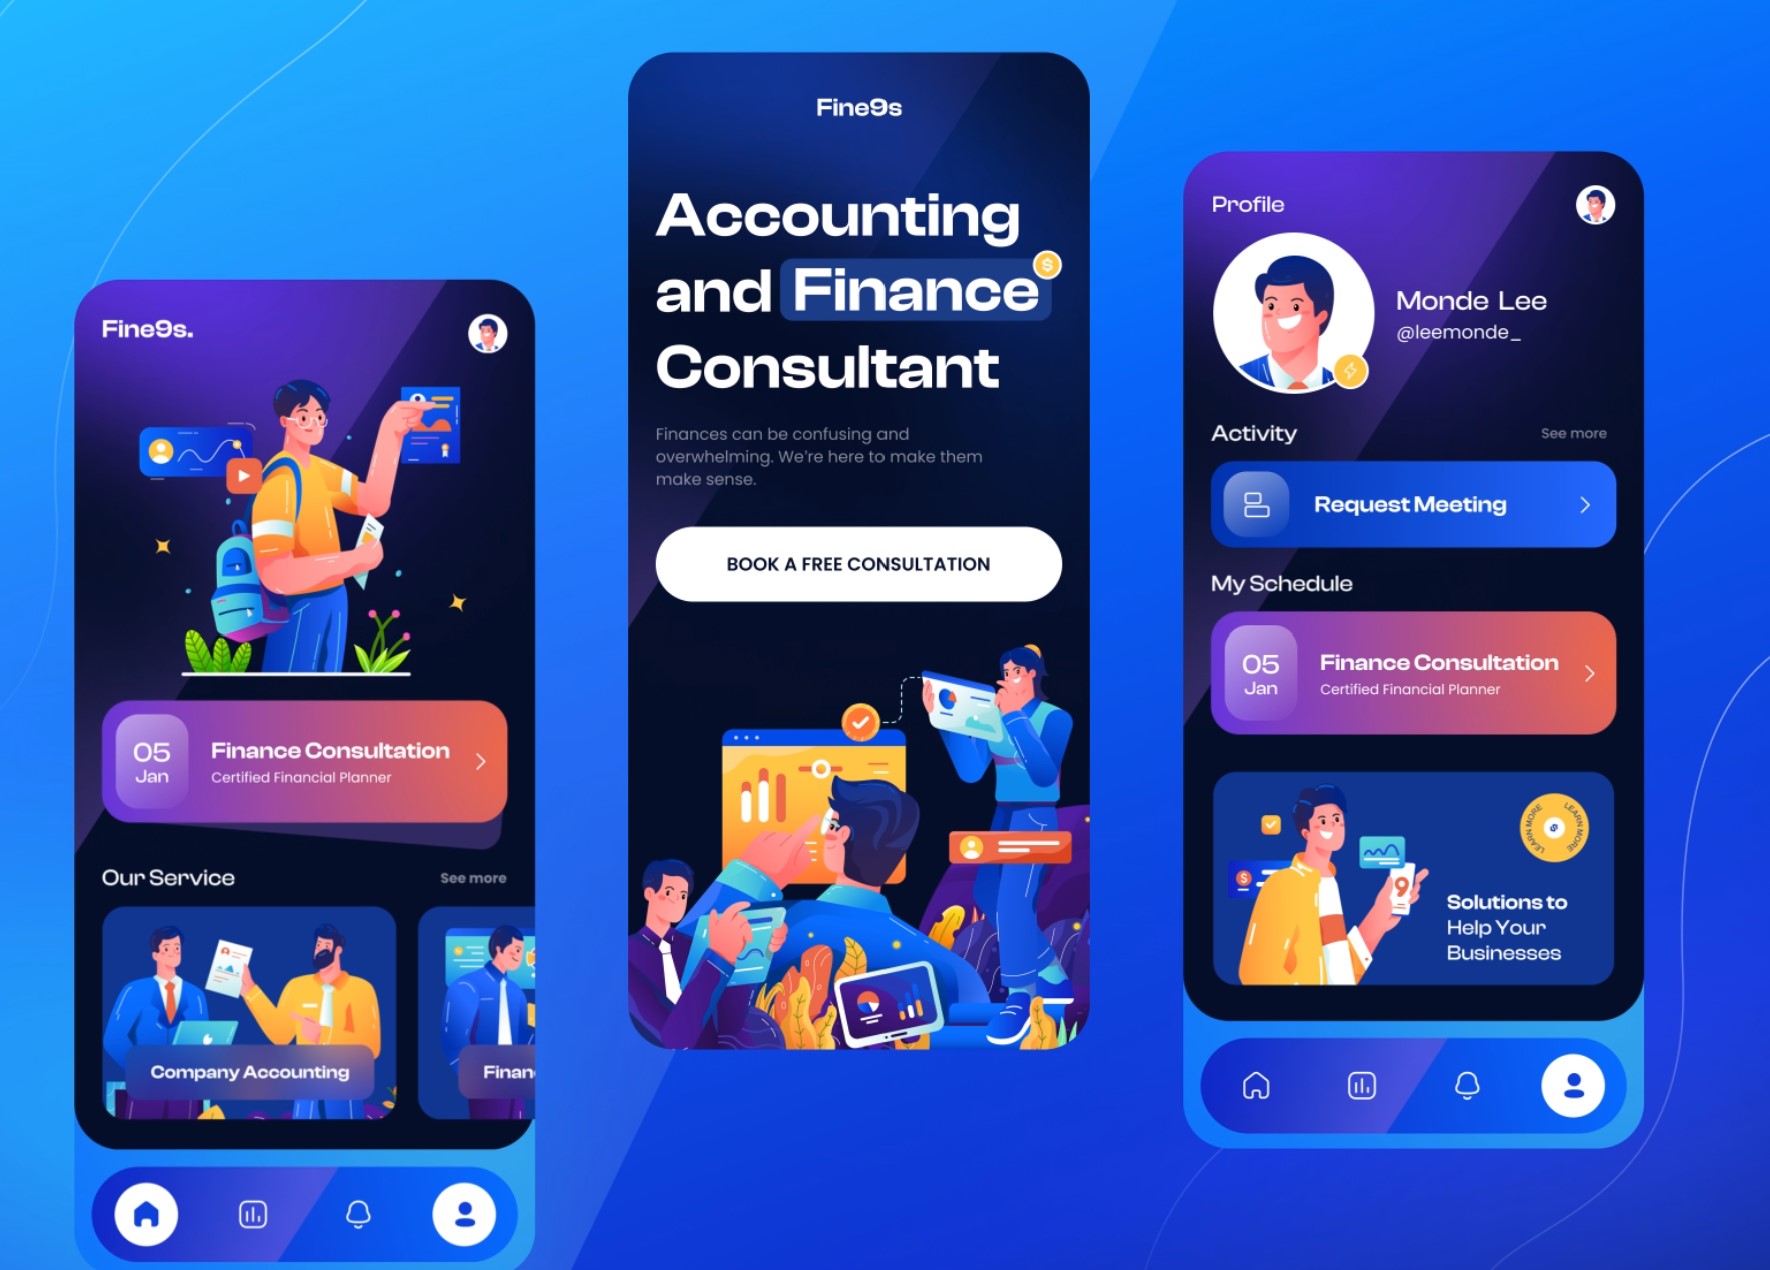 Fine9s.
05
Jan
Finance Consultation
Certified Financial Planner
Our Service
See more
Company Accounting
Finan
Fine9s
Accounting
and Finance
$
Consultant
Finances can be confusing and
overwhelming. We're here to make them
make sense.
BOOK A FREE CONSULTATION
Profile
Monde Lee
@leemonde_
Activity
See more
Request Meeting
My Schedule
05
Jan
Finance Consultation
Certified Financial Planner
LEARN MORE
LEARN MORE
$
$
9
Solutions to
Help Your
Businesses